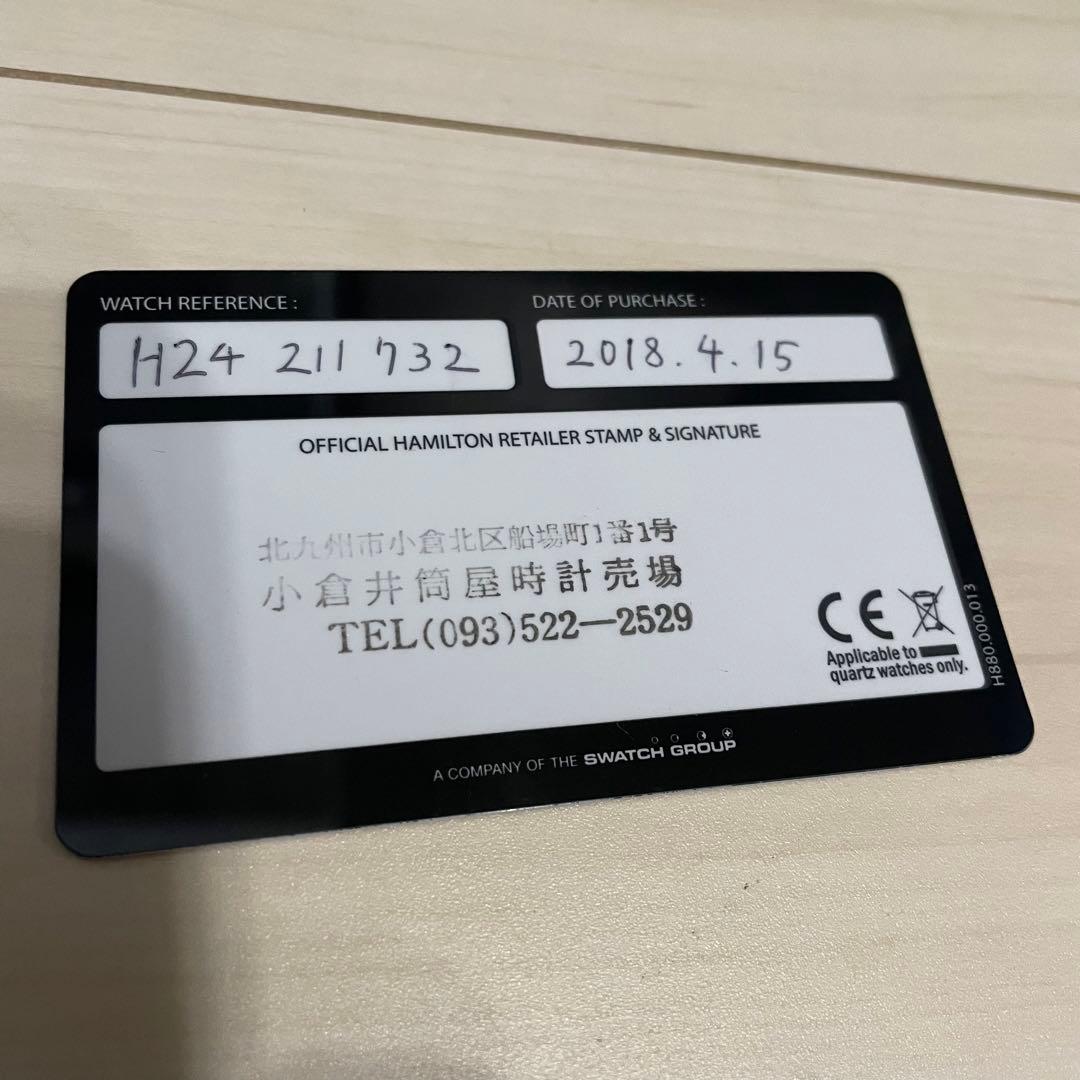 WATCH REFERENCE :
DATE OF PURCHASE :
H24 211 732
2018.4.15
OFFICIAL HAMILTON RETAILER STAMP & SIGNATURE
北九州市小倉北区船場町1番1号
小倉井筒屋時計売場
TEL(093)522—2529
CE
Applicable to
quartz watches only.
H880.000.013
A COMPANY OF THE SWATCH GROUP